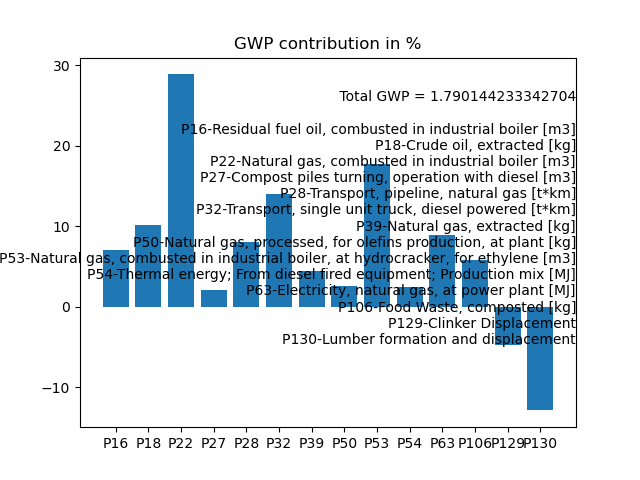 GWP contribution in %
30
20
10
0
−10
Total GWP = 1.790144233342704
P16-Residual fuel oil, combusted in industrial boiler [m3]
P18-Crude oil, extracted [kg]
P22-Natural gas, combusted in industrial boiler [m3]
P27-Compost piles turning, operation with diesel [m3]
P28-Transport, pipeline, natural gas [t*km]
P32-Transport, single unit truck, diesel powered [t*km]
P39-Natural gas, extracted [kg]
P50-Natural gas, processed, for olefins production, at plant [kg]
P53-Natural gas, combusted in industrial boiler, at hydrocracker, for ethylene [m3]
P54-Thermal energy; From diesel fired equipment; Production mix [MJ]
P63-Electricity, natural gas, at power plant [MJ]
P106-Food Waste, composted [kg]
P129-Clinker Displacement
P130-Lumber formation and displacement
P16 P18 P22 P27 P28 P32 P39 P50 P53 P54 P63 P106 P129 P130